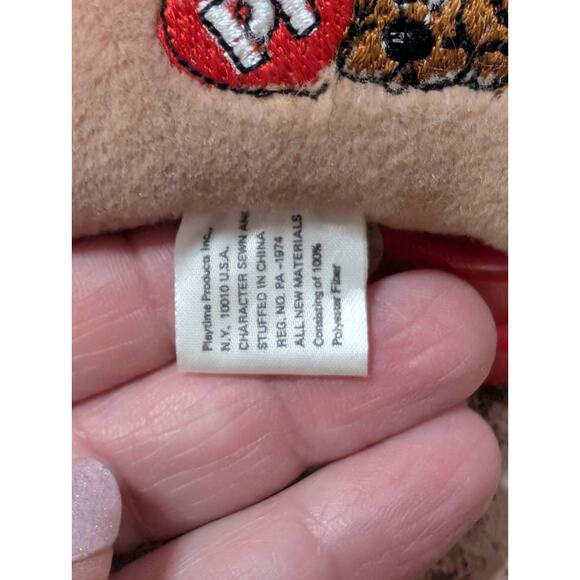 Playtime Products Inc.,
N.Y. 10010 U.S.A.
CHARACTER SEWN AND
STUFFED IN CHINA
REG. NO. PA -1974
ALL NEW MATERIALS
Consisting of 100%
Polyester Fiber